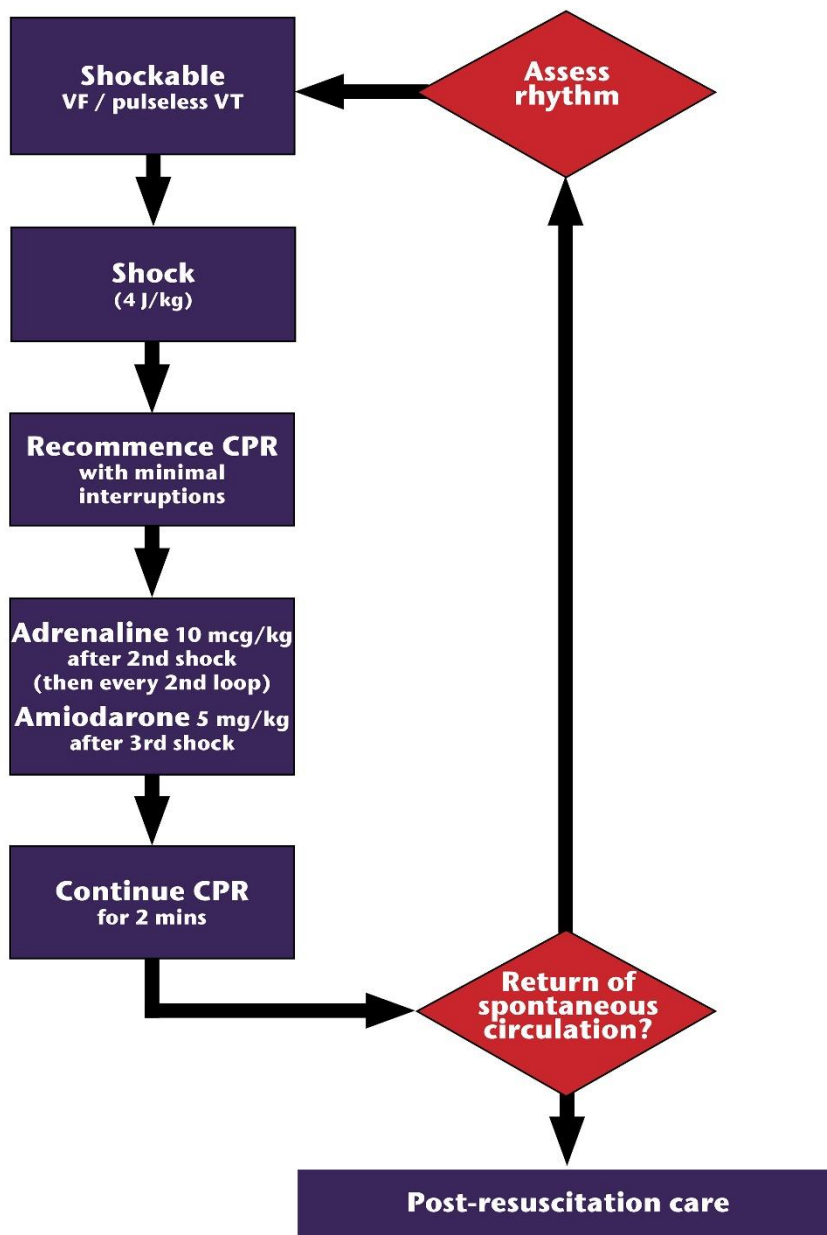 Assess
rhythm
Shockable
VF / pulseless VT
Shock
(4 J/kg)
Recommence CPR
with minimal
interruptions
Adrenaline 10 mcg/kg
after 2nd shock
(then every 2nd loop)
Amiodarone 5 mg/kg
after 3rd shock
Continue CPR
for 2 mins
Return of
spontaneous
circulation?
Post-resuscitation care